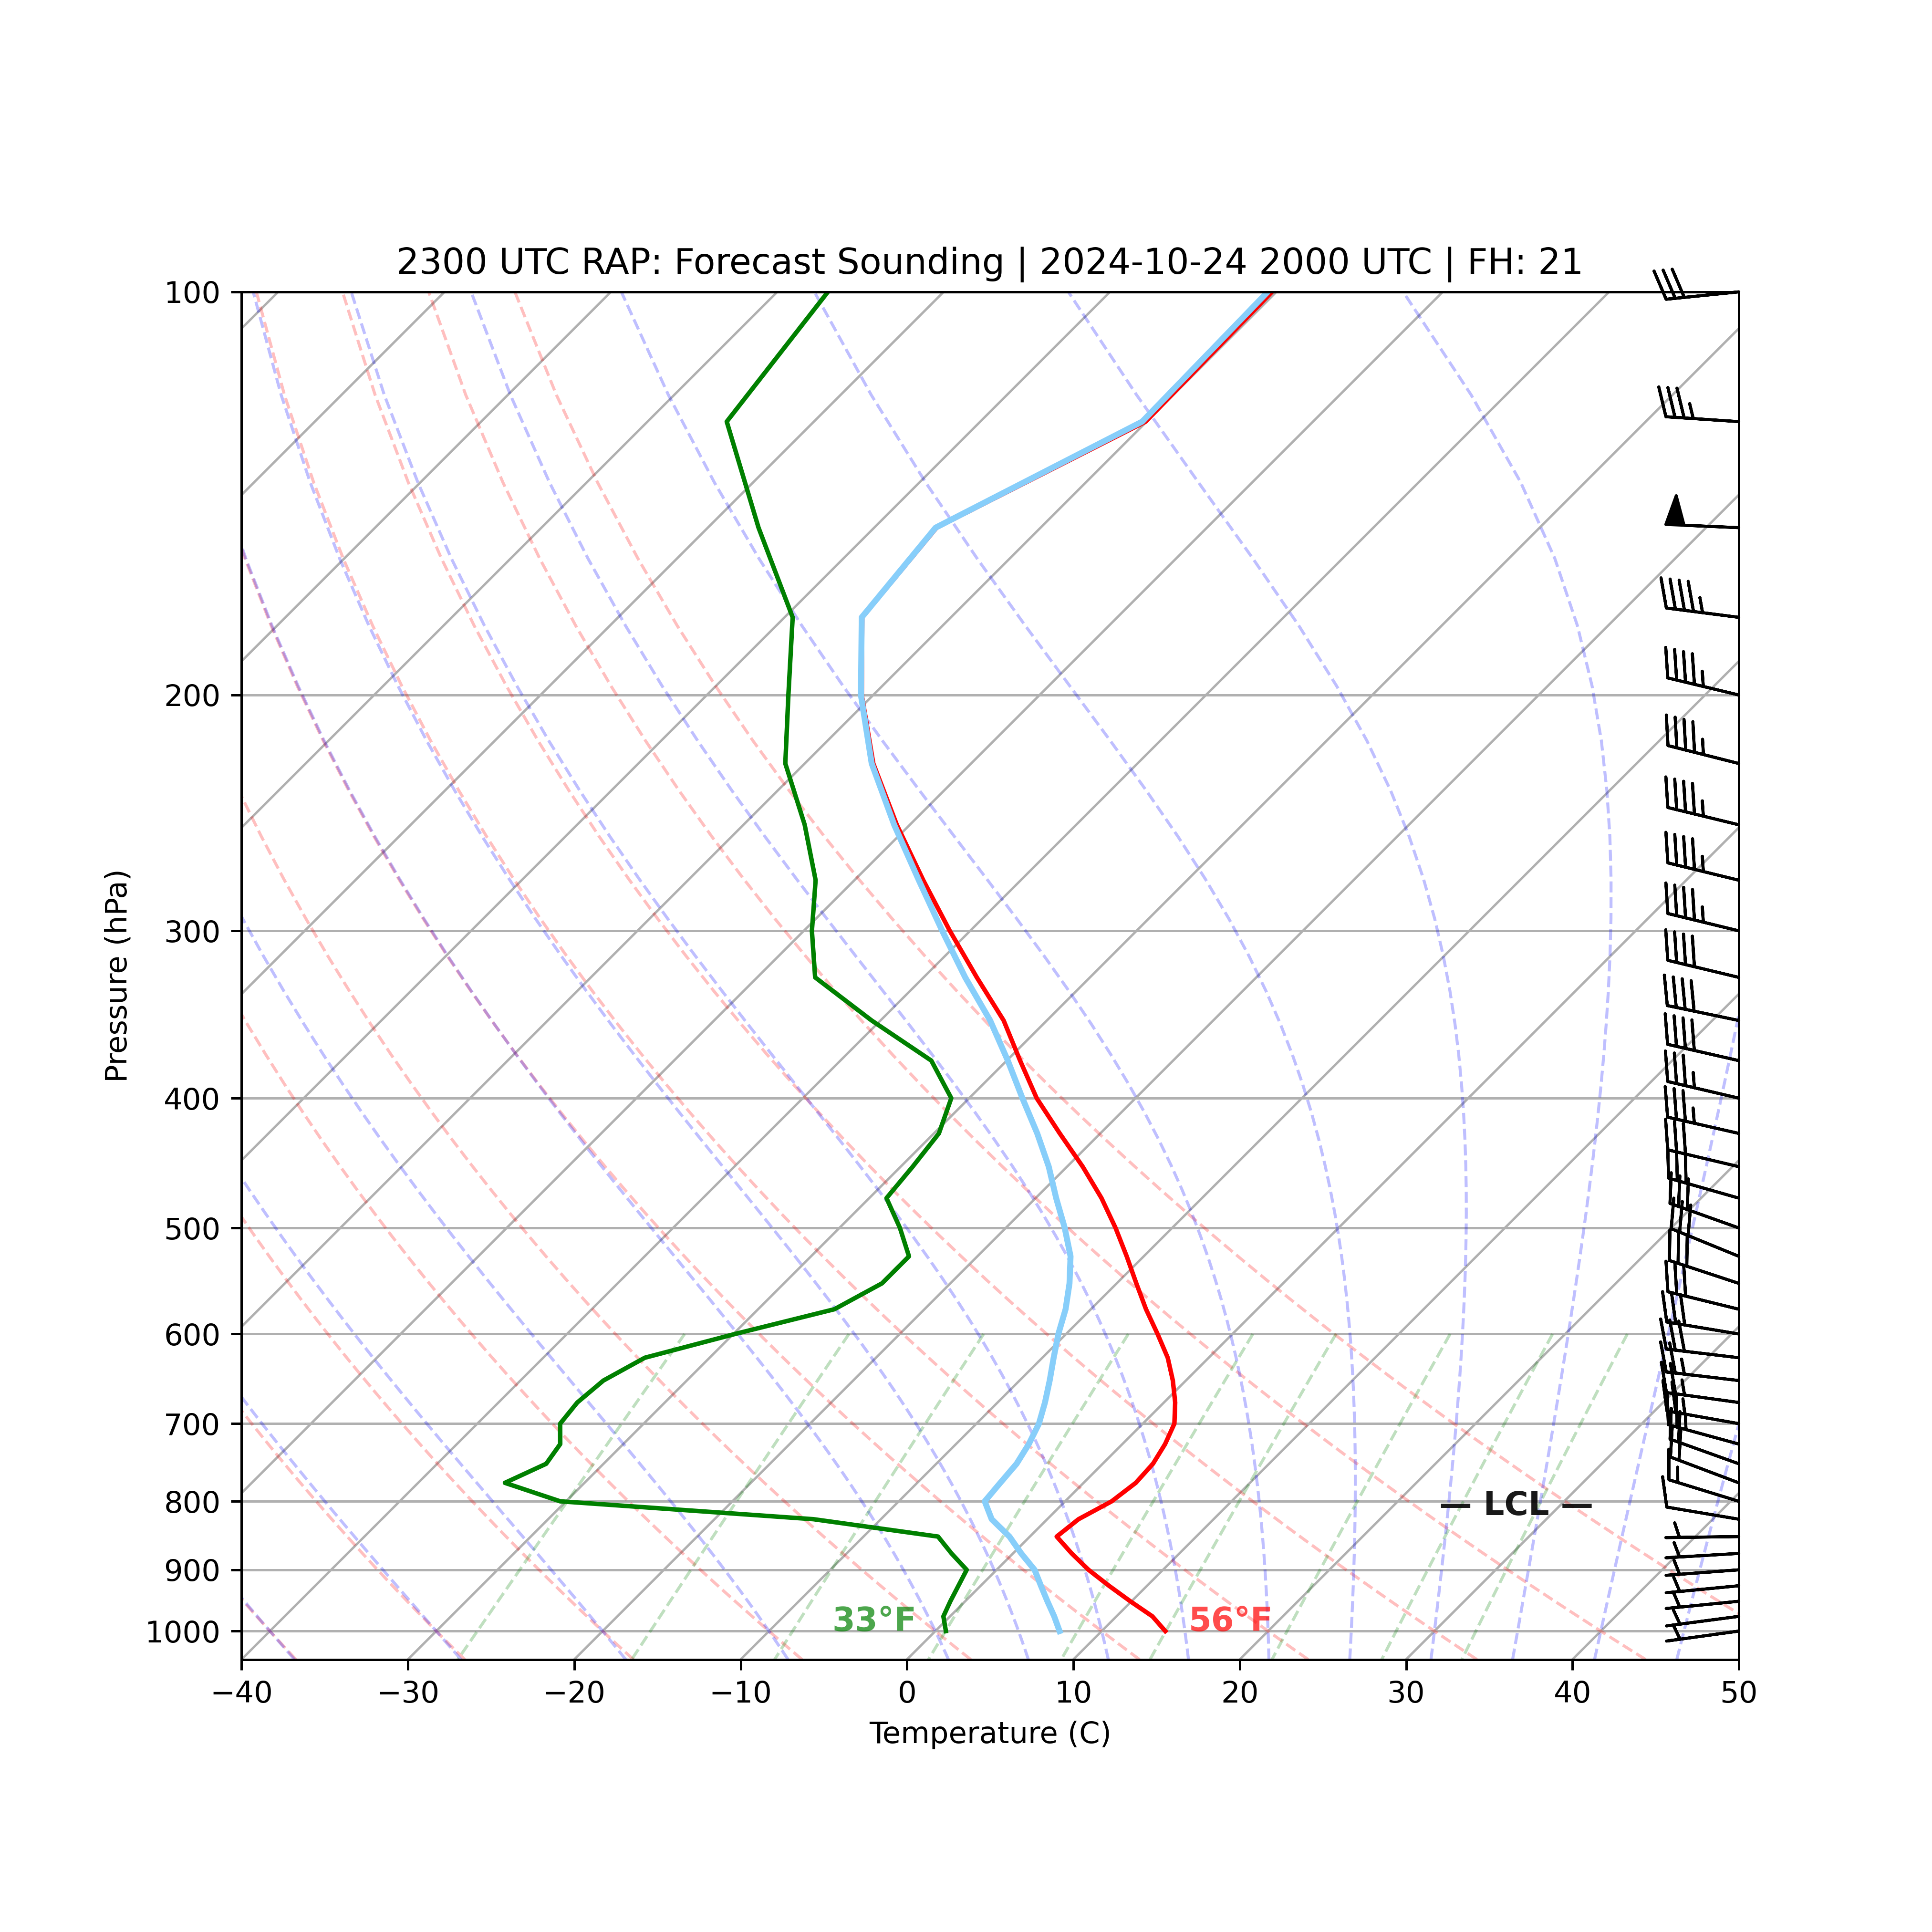 2300 UTC RAP: Forecast Sounding | 2024-10-24 2000 UTC | FH: 21
100
200
300
400
500
600
700
800
900
1000
Pressure (hPa)
— LCL —
33°F
56°F
−40 −30 −20 −10 0 10 20 30 40 50
Temperature (C)